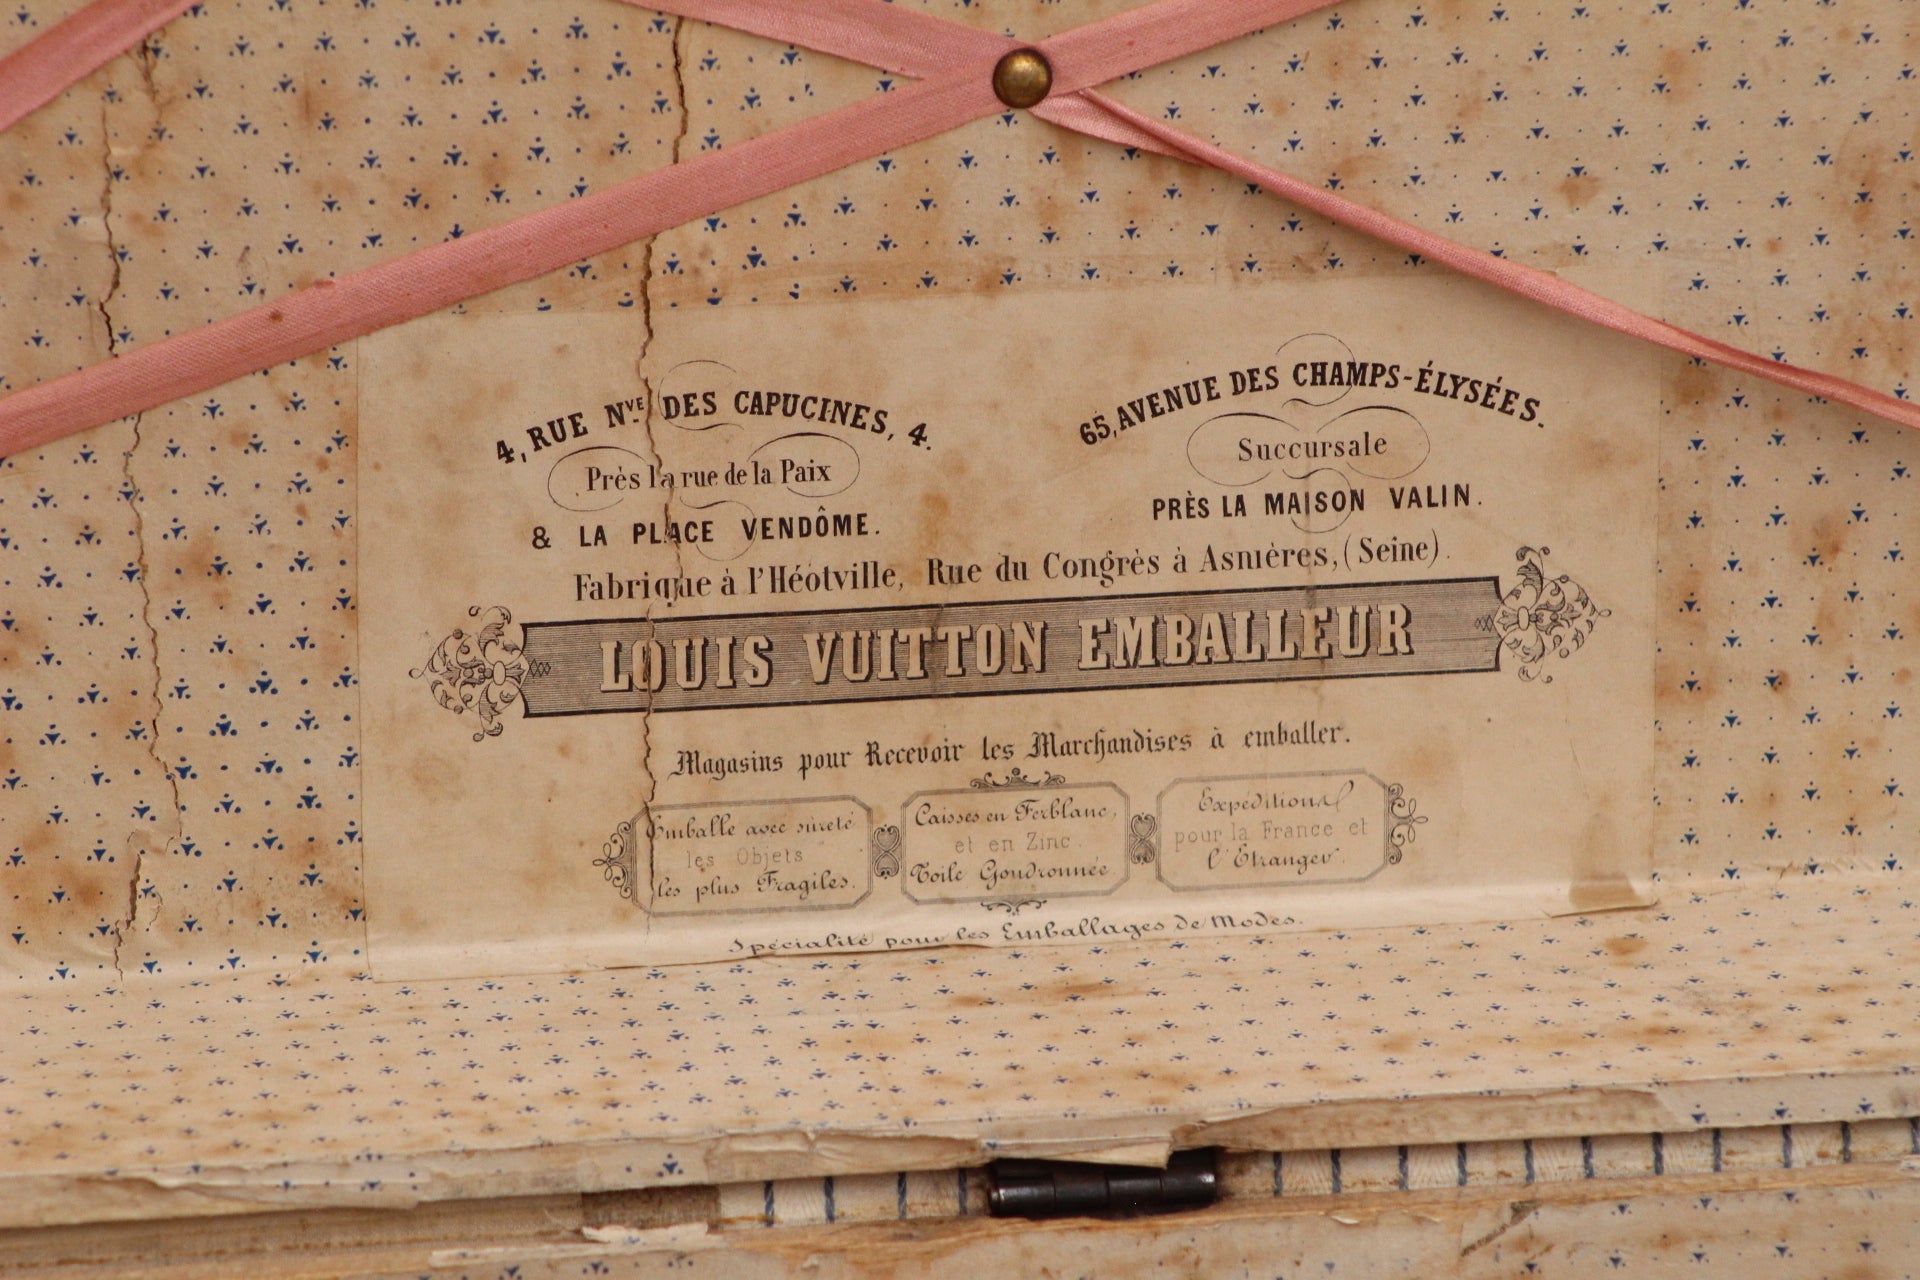 4, RUE Nve DES CAPUCINES, 4.
Près la rue de la Paix
& LA PLACE VENDÔME.
65, AVENUE DES CHAMPS-ÉLYSÉES.
Succursale
PRÈS LA MAISON VALIN.
Fabrique à l'Héotville, Rue du Congrès à Asnières, (Seine).
LOUIS VUITTON EMBALLEUR
Magasins pour Recevoir les Marchandises à emballer.
Emballe avec sûreté
les Objets
les plus Fragiles.
Caisses en Ferblanc,
et en Zinc.
Toile Goudronnée
Expéditions
pour la France et
l'Etranger.
Spécialité pour les Emballages de Modes.